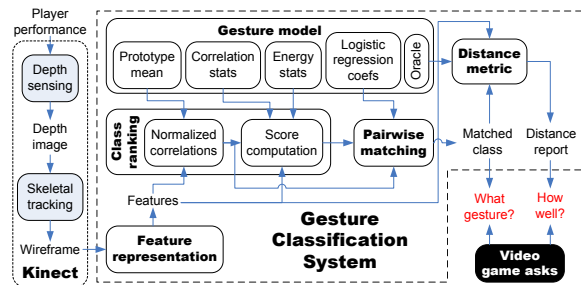 Player
performance
Depth
sensing
Depth
image
Skeletal
tracking
Wireframe
Kinect
Gesture model
Prototype
mean
Correlation
stats
Energy
stats
Logistic
regression
coefs
Oracle
Distance
metric
Class
ranking
Normalized
correlations
Score
computation
Pairwise
matching
Matched
class
Distance
report
Features
Feature
representation
Gesture
Classification
System
What
gesture?
How
well?
Video
game asks